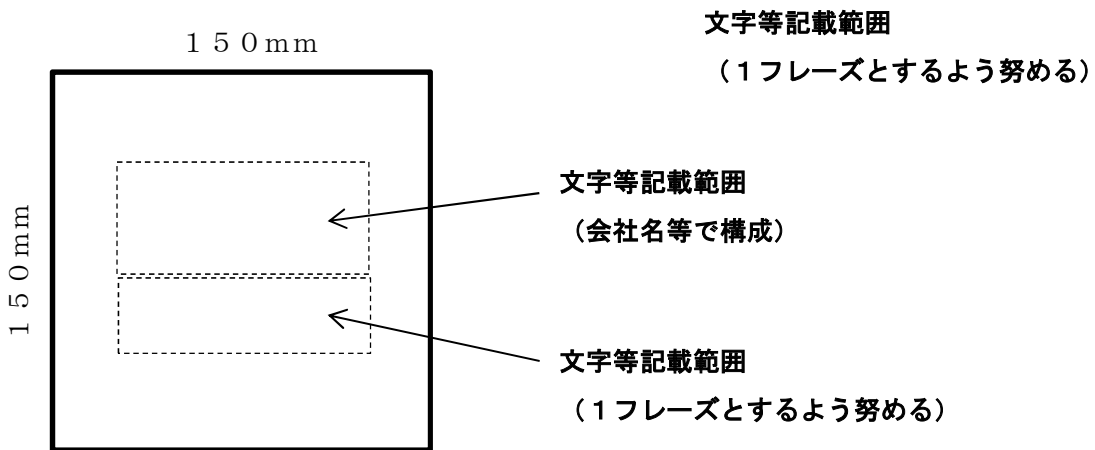 文字等記載範囲
（１フレーズとするよう努める）
１５０mm
１５０mm
文字等記載範囲
（会社名等で構成）
文字等記載範囲
（１フレーズとするよう努める）